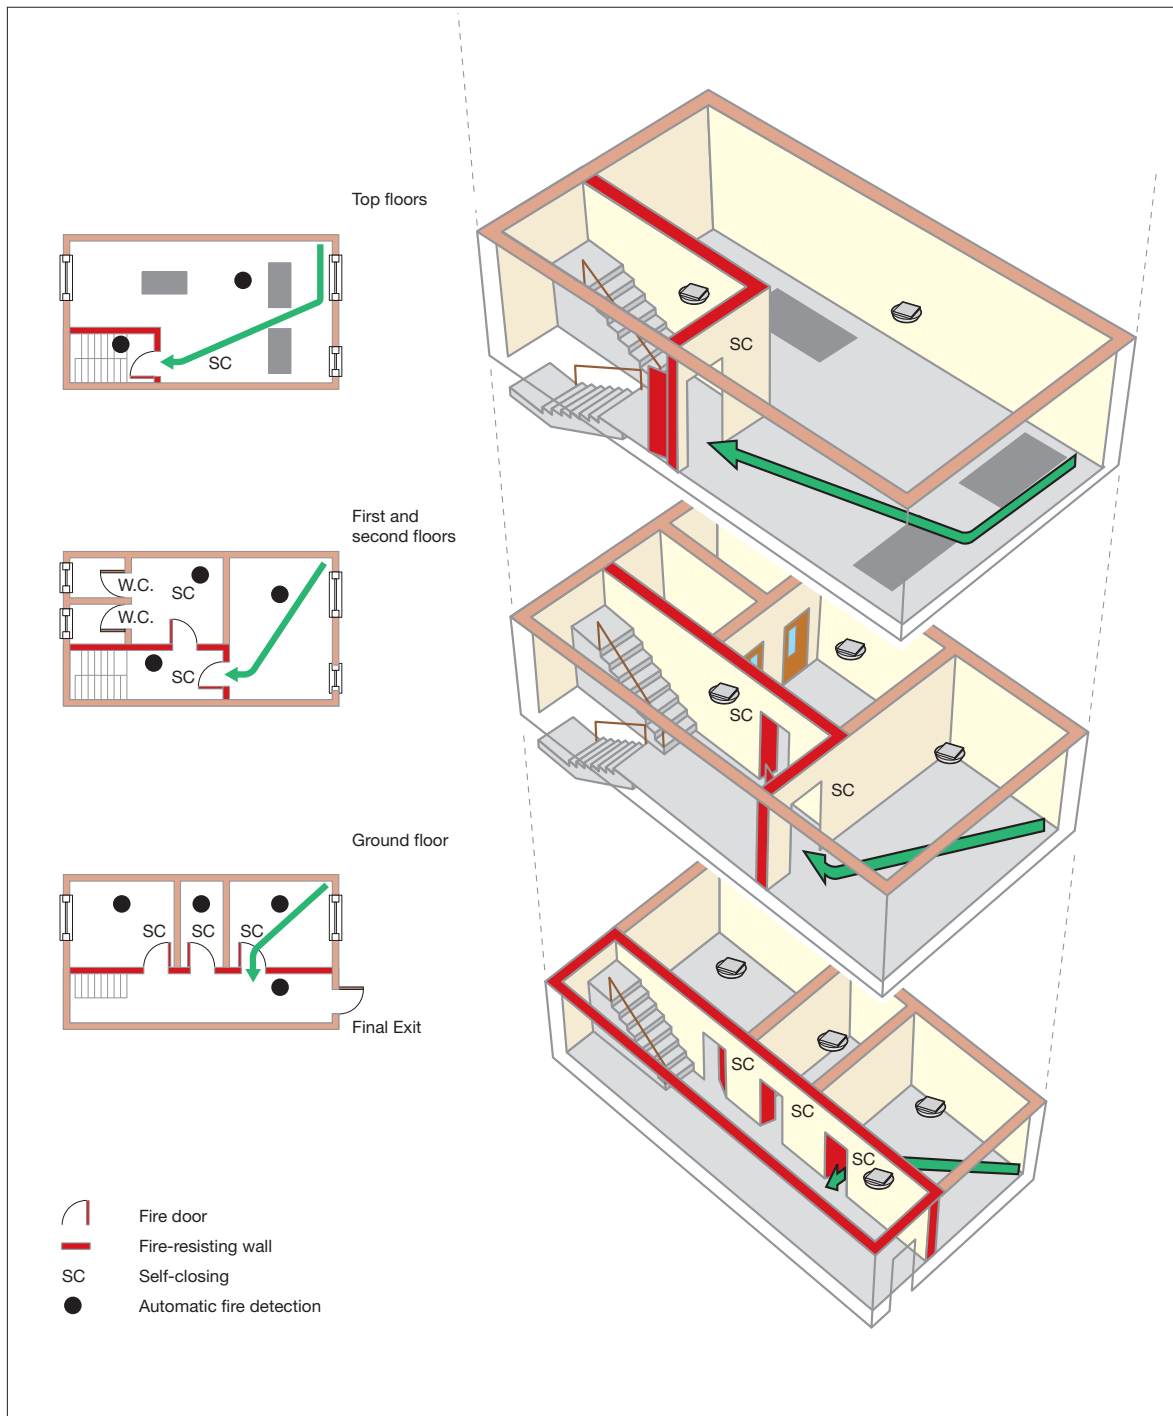 Top floors
SC
SC
First and
second floors
W.C.
SC
W.C.
SC
SC
SC
Ground floor
SC
SC
SC
Final Exit
SC
SC
SC
Fire door
Fire-resisting wall
SC
Self-closing
Automatic fire detection